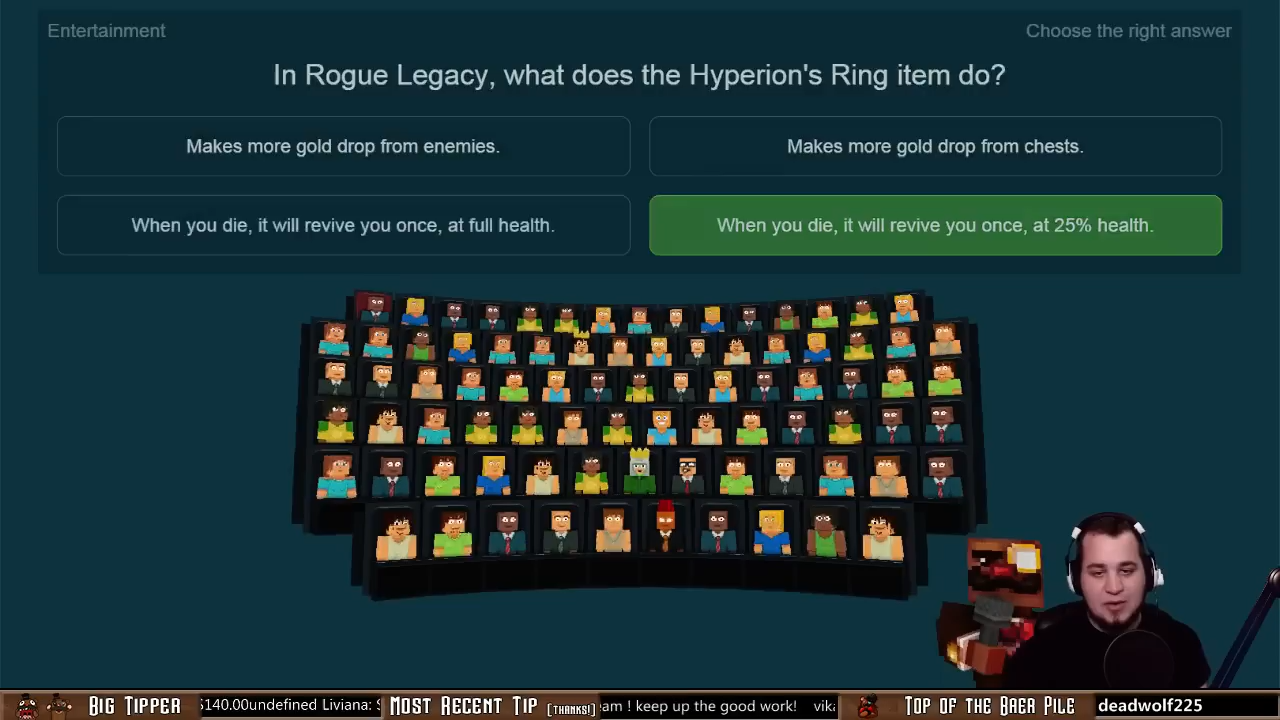 Entertainment
Choose the right answer
In Rogue Legacy, what does the Hyperion's Ring item do?
Makes more gold drop from enemies.
Makes more gold drop from chests.
When you die, it will revive you once, at full health.
When you die, it will revive you once, at 25% health.
BIG TIPPER
$140.00undefined Liviana: $
MOST RECENT TIP [THANKS!]
am ! keep up the good work! vik
TOP OF THE BAER PILE
deadwolf225